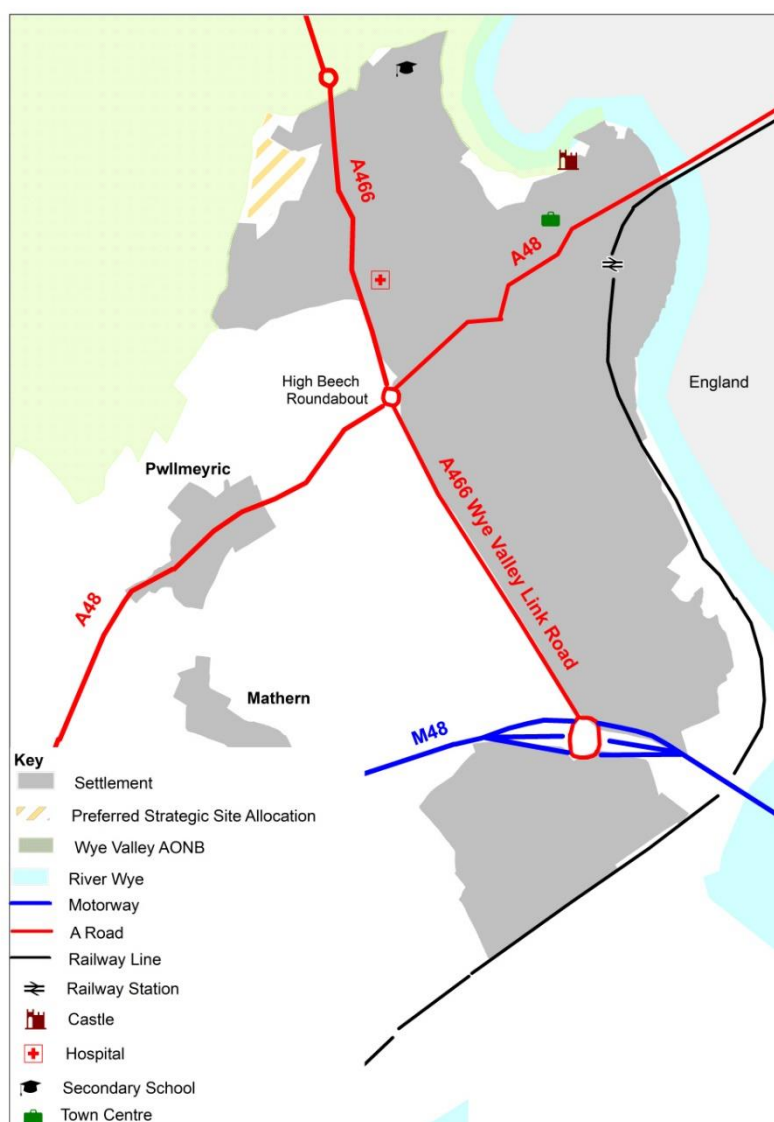 A466
A48
High Beech
Roundabout
England
Pwllmeyric
A466 Wye Valley Link Road
A48
Mathern
M48
Key
Settlement
Preferred Strategic Site Allocation
Wye Valley AONB
River Wye
Motorway
A Road
Railway Line
Railway Station
Castle
Hospital
Secondary School
Town Centre